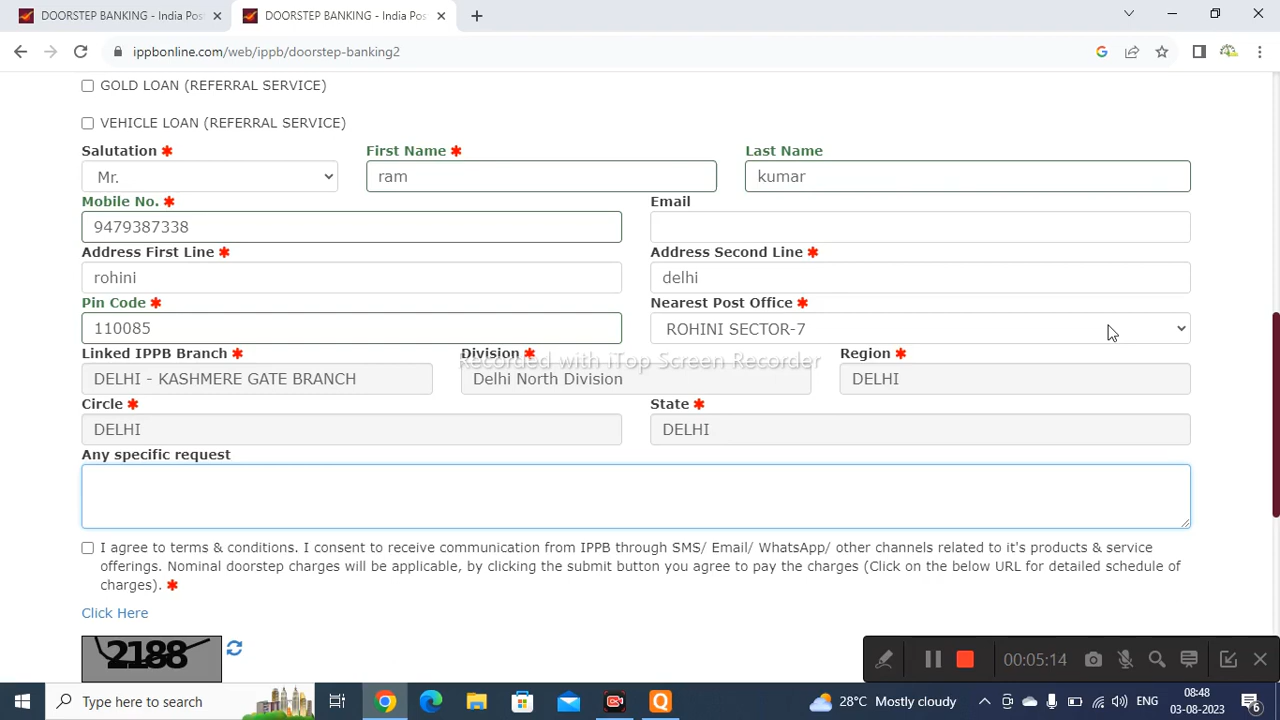 DOORSTEP BANKING - India Pos
DOORSTEP BANKING - India Post
ippbonline.com/web/ippb/doorstep-banking2
GOLD LOAN (REFERRAL SERVICE)
VEHICLE LOAN (REFERRAL SERVICE)
Salutation * First Name * Last Name
Mr. ram kumar
Mobile No. * Email
9479387338
Address First Line * Address Second Line *
rohini delhi
Pin Code * Nearest Post Office *
110085 ROHINI SECTOR-7
Recorded with iTop Screen Recorder
Linked IPPB Branch * Division * Region *
DELHI - KASHMERE GATE BRANCH Delhi North Division DELHI
Circle * State *
DELHI DELHI
Any specific request
I agree to terms & conditions. I consent to receive communication from IPPB through SMS/ Email/ WhatsApp/ other channels related to it's products & service
offerings. Nominal doorstep charges will be applicable, by clicking the submit button you agree to pay the charges (Click on the below URL for detailed schedule of
charges). *
Click Here
2188
00:05:14
Type here to search
28°C Mostly cloudy
ENG
08:48
03-08-2023
6